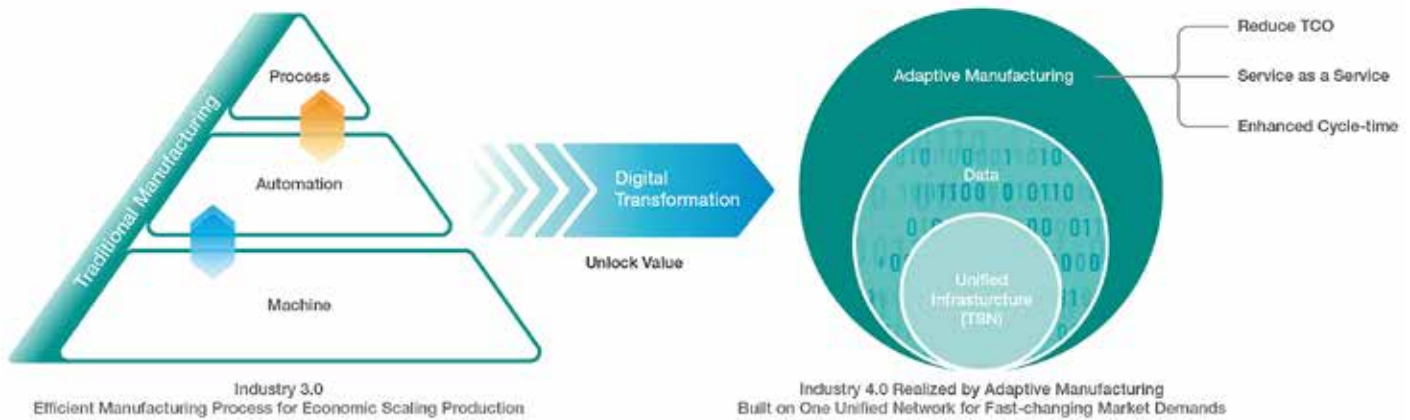 Traditional Manufacturing
Process
Automation
Machine
Industry 3.0
Efficient Manufacturing Process for Economic Scaling Production
Digital
Transformation
Unlock Value
Adaptive Manufacturing
Data
Unified
Infrasturcture
(TSN)
Reduce TCO
Service as a Service
Enhanced Cycle-time
Industry 4.0 Realized by Adaptive Manufacturing
Built on One Unified Network for Fast-changing Market Demands